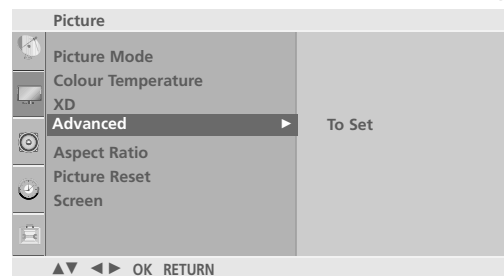 Picture
Picture Mode
Colour Temperature
XD
Advanced ► To Set
Aspect Ratio
Picture Reset
Screen
▲▼ ◄► OK RETURN